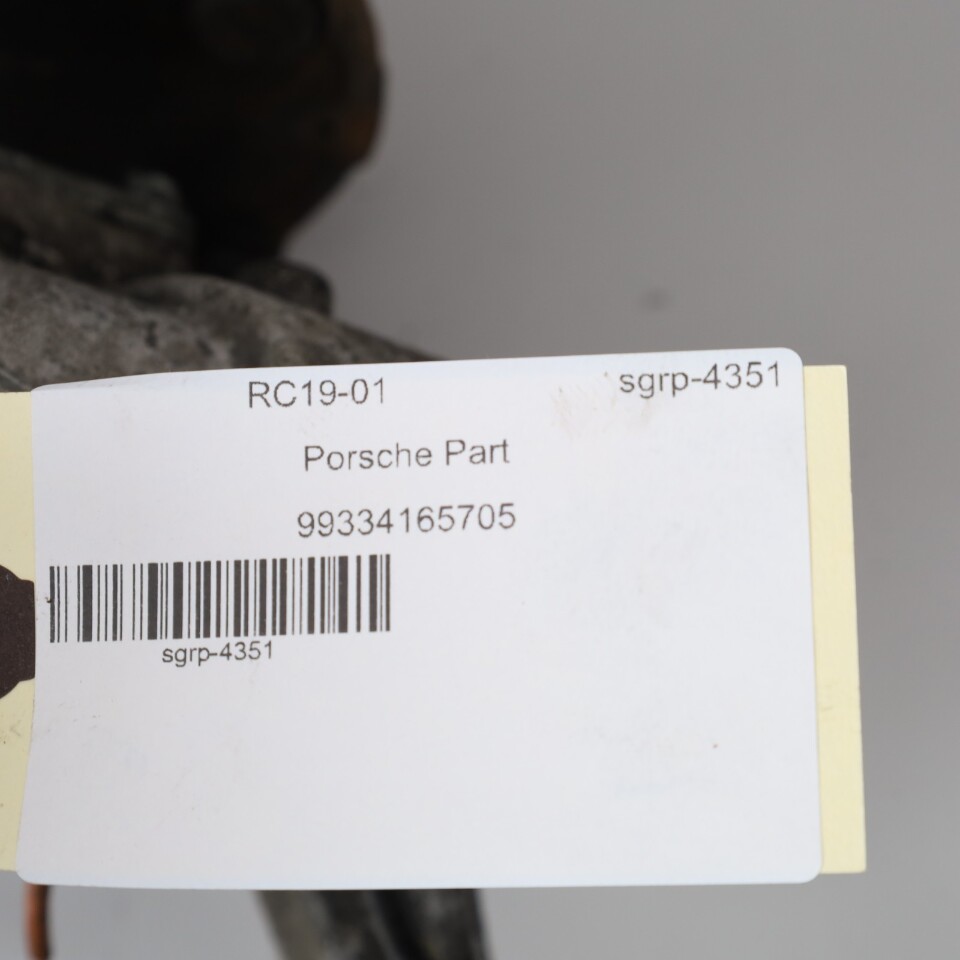 RC19-01 sgrp-4351
Porsche Part
99334165705
sgrp-4351